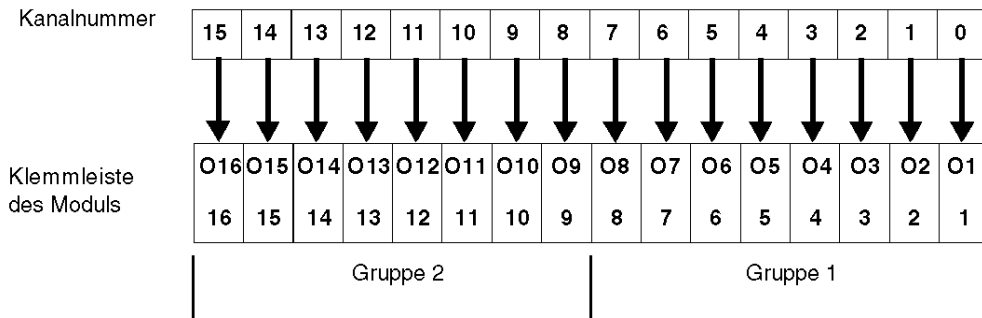 Kanalnummer 15 14 13 12 11 10 9 8 7 6 5 4 3 2 1 0
Klemmleiste
des Moduls
O16 O15 O14 O13 O12 O11 O10 O9 O8 O7 O6 O5 O4 O3 O2 O1
16 15 14 13 12 11 10 9 8 7 6 5 4 3 2 1
Gruppe 2 Gruppe 1